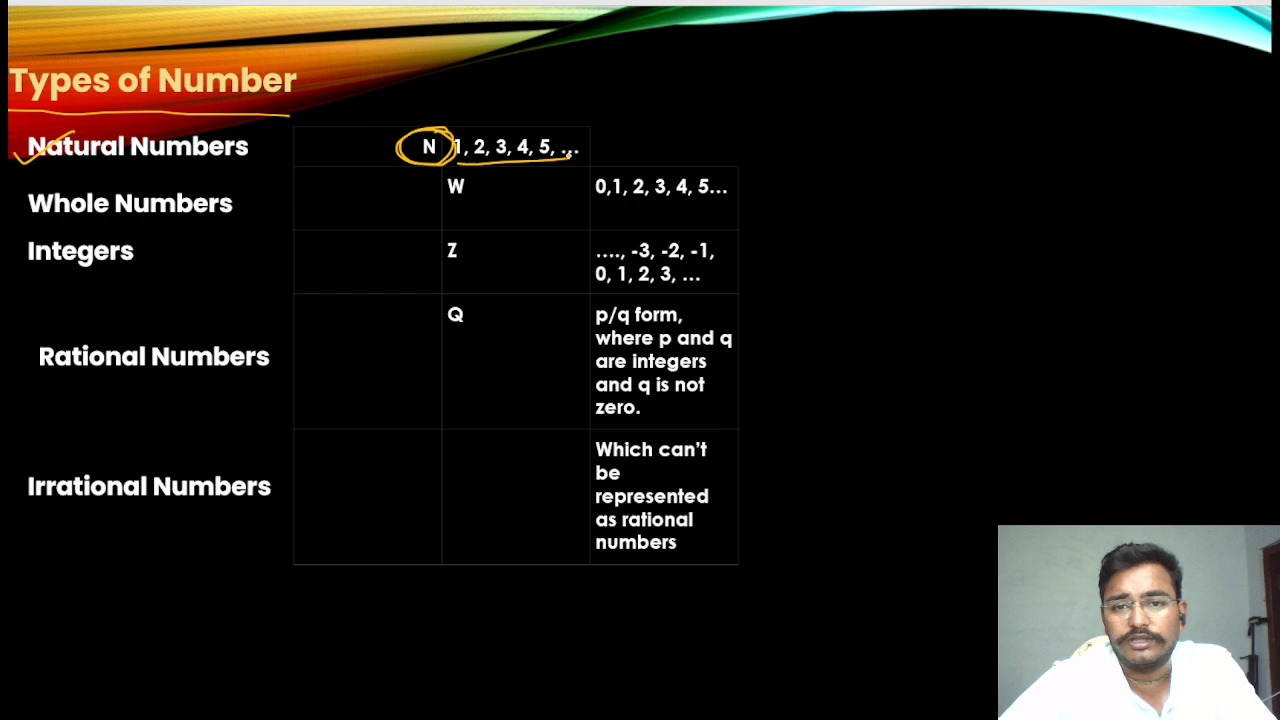 Types of Number
Natural Numbers N 1, 2, 3, 4, 5, ...
Whole Numbers W 0,1, 2, 3, 4, 5...
Integers Z ...., -3, -2, -1,
0, 1, 2, 3, ...
Rational Numbers Q p/q form,
where p and q
are integers
and q is not
zero.
Irrational Numbers Which can't
be
represented
as rational
numbers